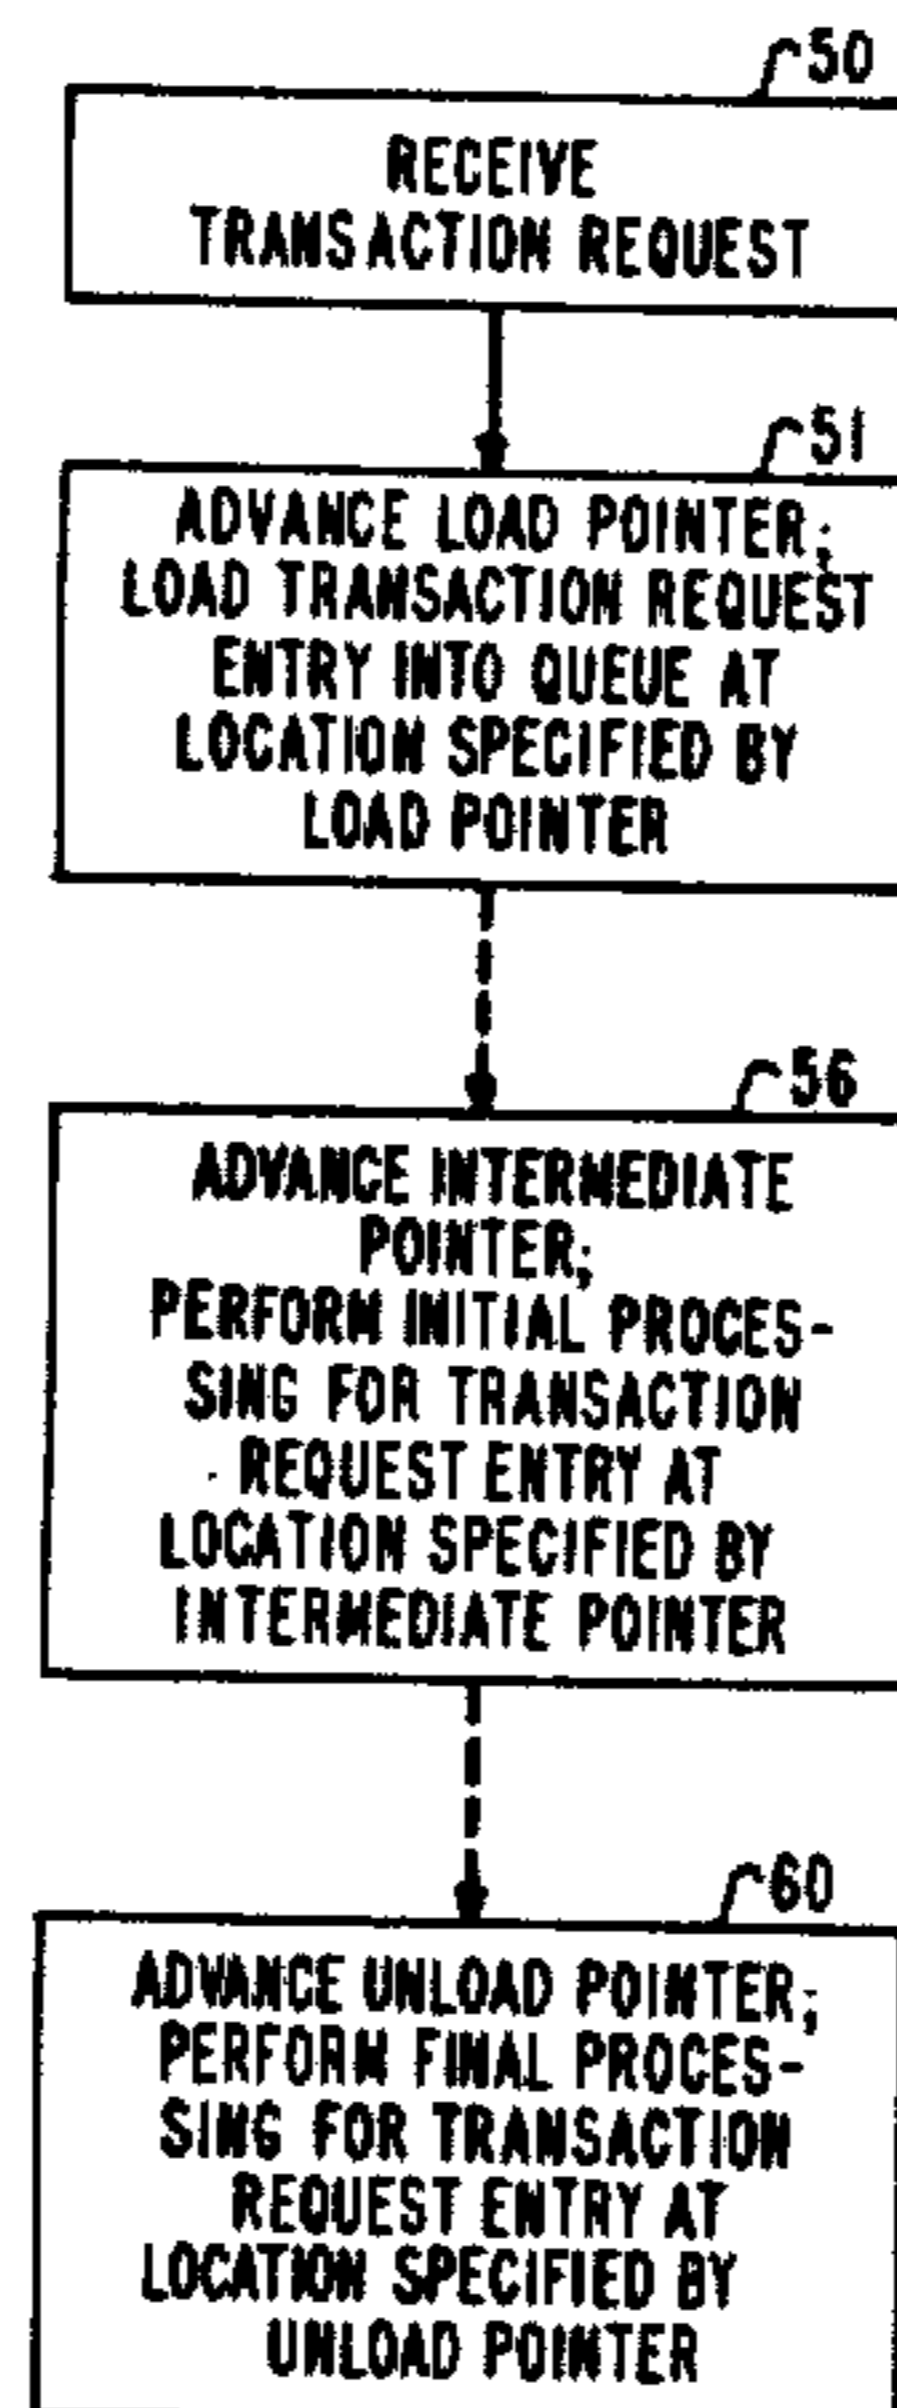 50
RECEIVE
TRANSACTION REQUEST
51
ADVANCE LOAD POINTER;
LOAD TRANSACTION REQUEST
ENTRY INTO QUEUE AT
LOCATION SPECIFIED BY
LOAD POINTER
56
ADVANCE INTERMEDIATE
POINTER;
PERFORM INITIAL PROCES-
SING FOR TRANSACTION
REQUEST ENTRY AT
LOCATION SPECIFIED BY
INTERMEDIATE POINTER
60
ADVANCE UNLOAD POINTER;
PERFORM FINAL PROCES-
SING FOR TRANSACTION
REQUEST ENTRY AT
LOCATION SPECIFIED BY
UNLOAD POINTER